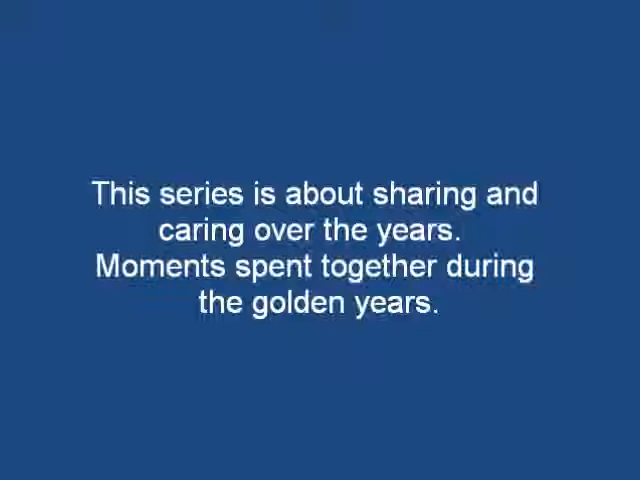 This series is about sharing and
caring over the years.
Moments spent together during
the golden years.